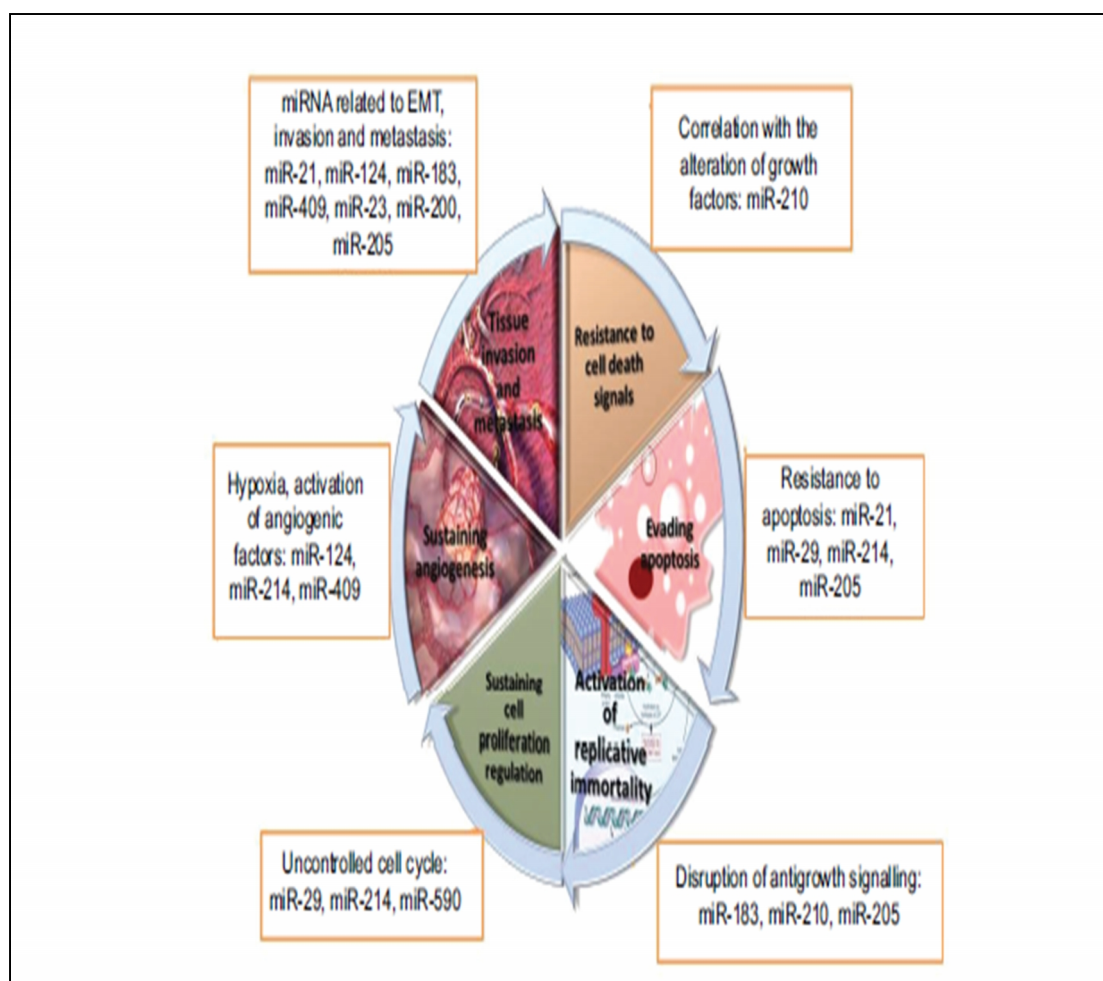 miRNA related to EMT,
invasion and metastasis:
miR-21, miR-124, miR-183,
miR-409, miR-23, miR-200,
miR-205
Correlation with the
alteration of growth
factors: miR-210
Tissue
invasion
and
metastasis
Resistance to
cell death
signals
Hypoxia, activation
of angiogenic
factors: miR-124,
miR-214, miR-409
Sustaining
angiogenesis
Evading
apoptosis
Resistance to
apoptosis: miR-21,
miR-29, miR-214,
miR-205
Sustaining
cell
proliferation
regulation
Activation
of
replicative
immortality
Uncontrolled cell cycle:
miR-29, miR-214, miR-590
Disruption of antigrowth signalling:
miR-183, miR-210, miR-205